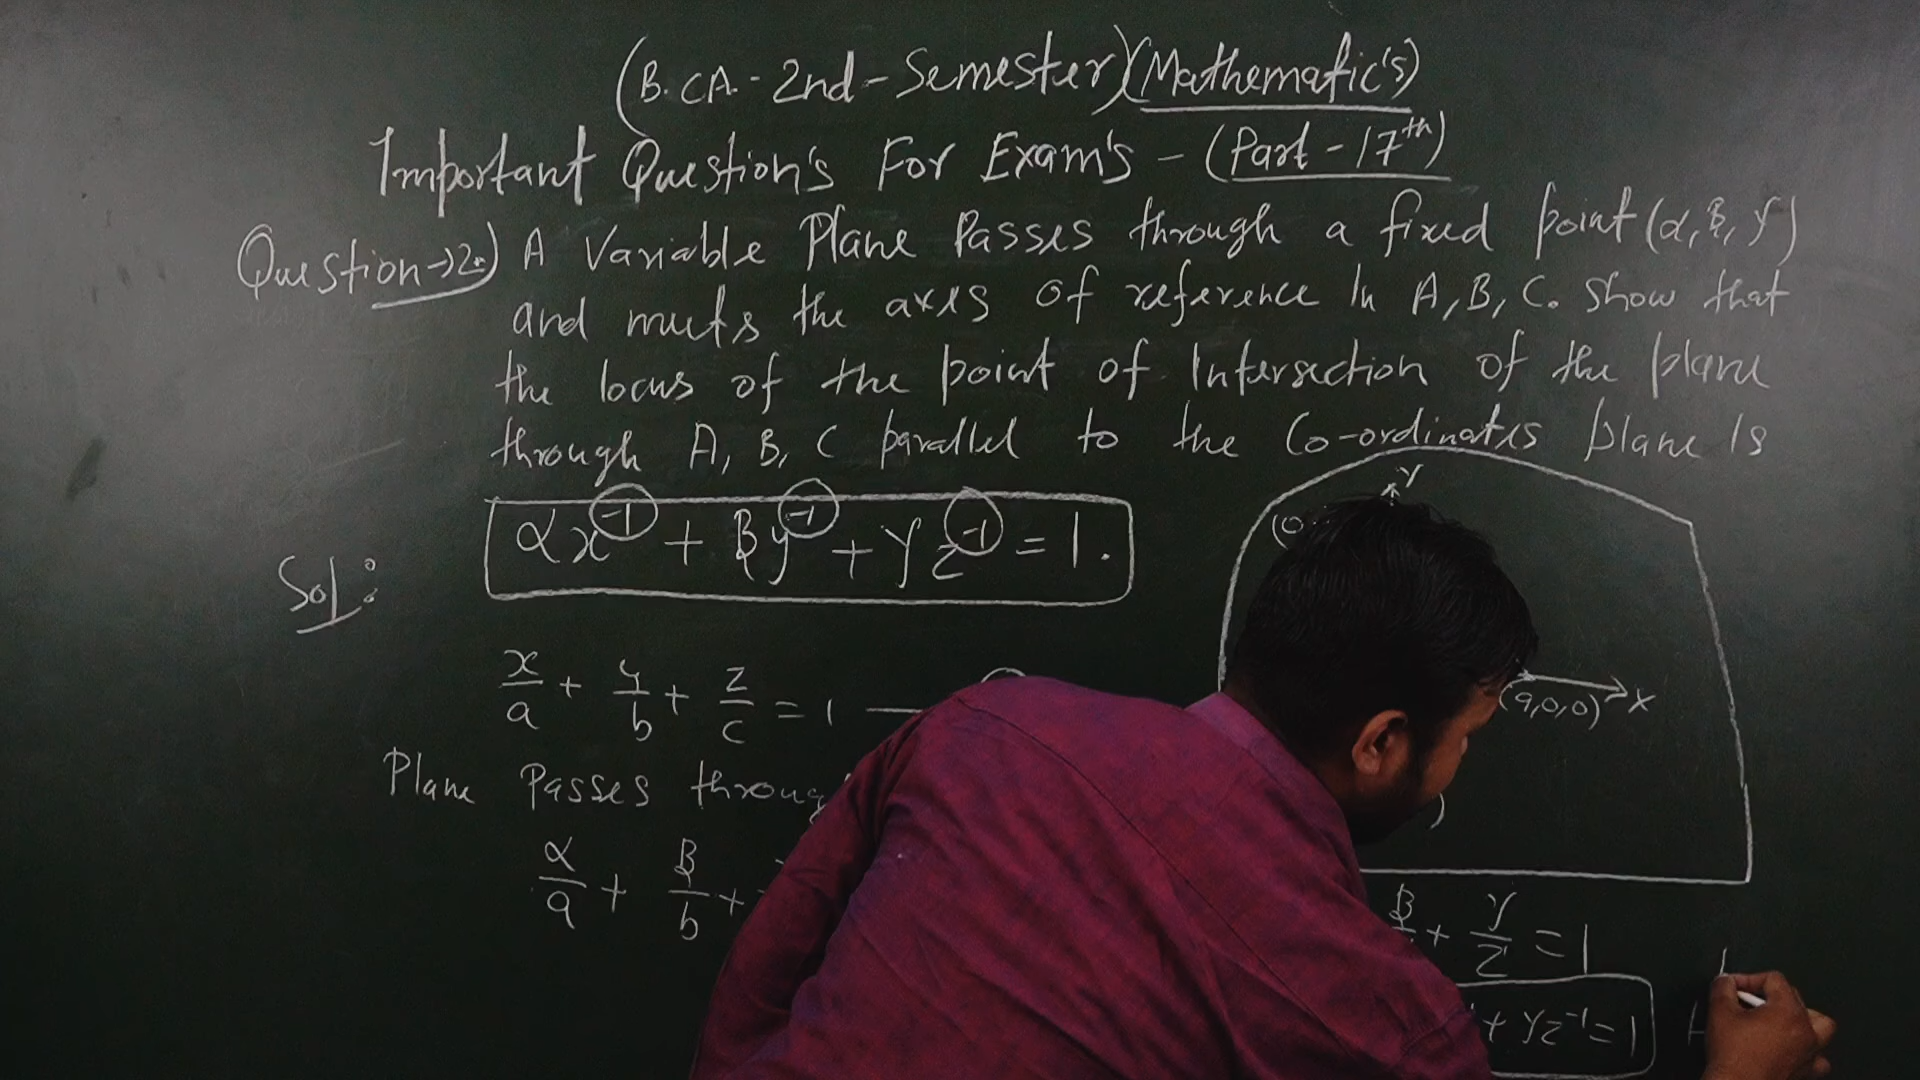 (B.CA.-2nd-Semester)(Mathematic's)
Important Question's For Exam's - (Part-17th)
Question→2.) A Variable Plane Passes through a fixed point (α, β, γ)
and meets the axes of reference In A, B, C. Show that
the locus of the point of Intersection of the plane
through A, B, C parallel to the Co-ordinates plane Is
αx⁻¹ + βy⁻¹ + γz⁻¹ = 1.
Sol:
Y
(0
(a,0,0) X
x/a + y/b + z/c = 1
Plane Passes throug
α/a + β/b +
β + γ/z = 1
+ γz⁻¹ = 1